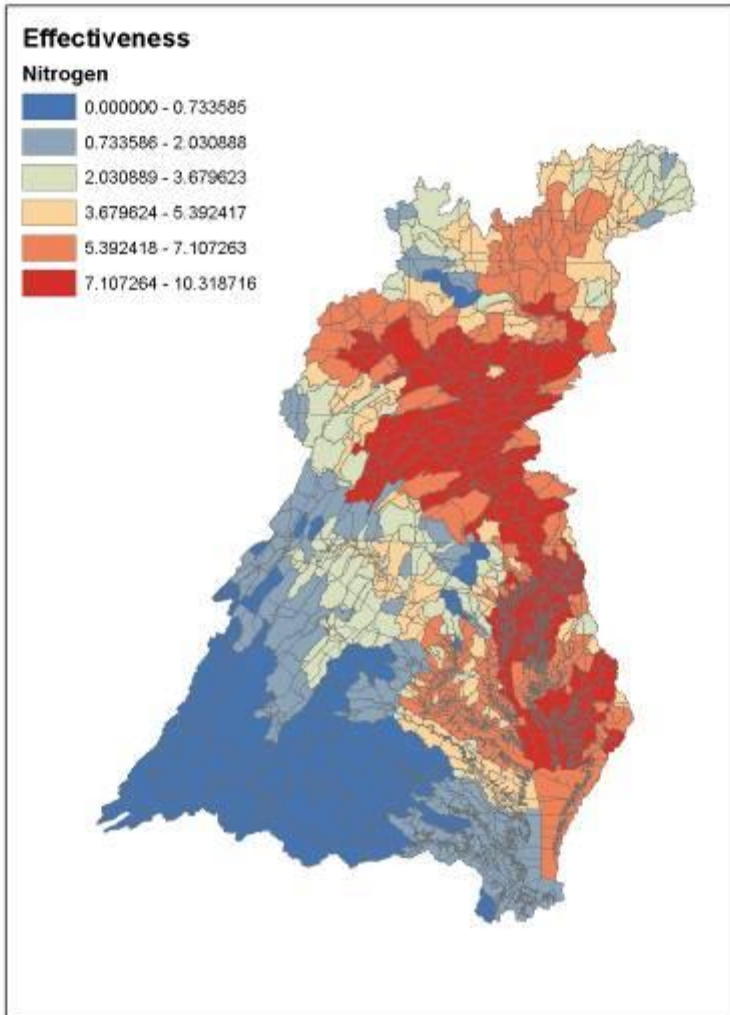 Effectiveness
Nitrogen
0.000000 - 0.733585
0.733586 - 2.030888
2.030889 - 3.679623
3.679624 - 5.392417
5.392418 - 7.107263
7.107264 - 10.318716